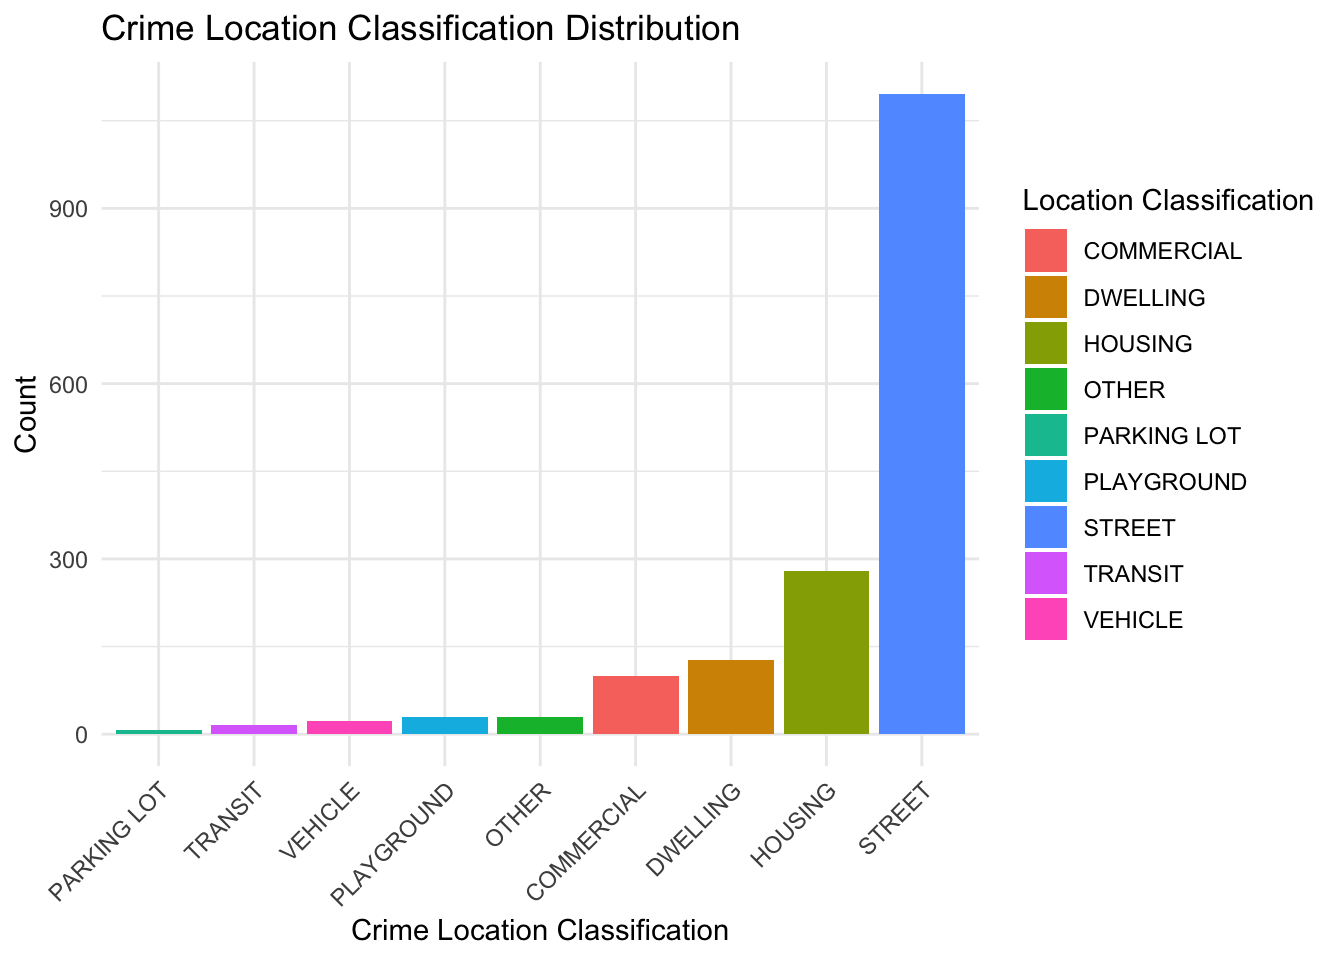 Crime Location Classification Distribution
Count
900
600
300
0
PARKING LOT
TRANSIT
VEHICLE
PLAYGROUND
OTHER
COMMERCIAL
DWELLING
HOUSING
STREET
Crime Location Classification
Location Classification
COMMERCIAL
DWELLING
HOUSING
OTHER
PARKING LOT
PLAYGROUND
STREET
TRANSIT
VEHICLE